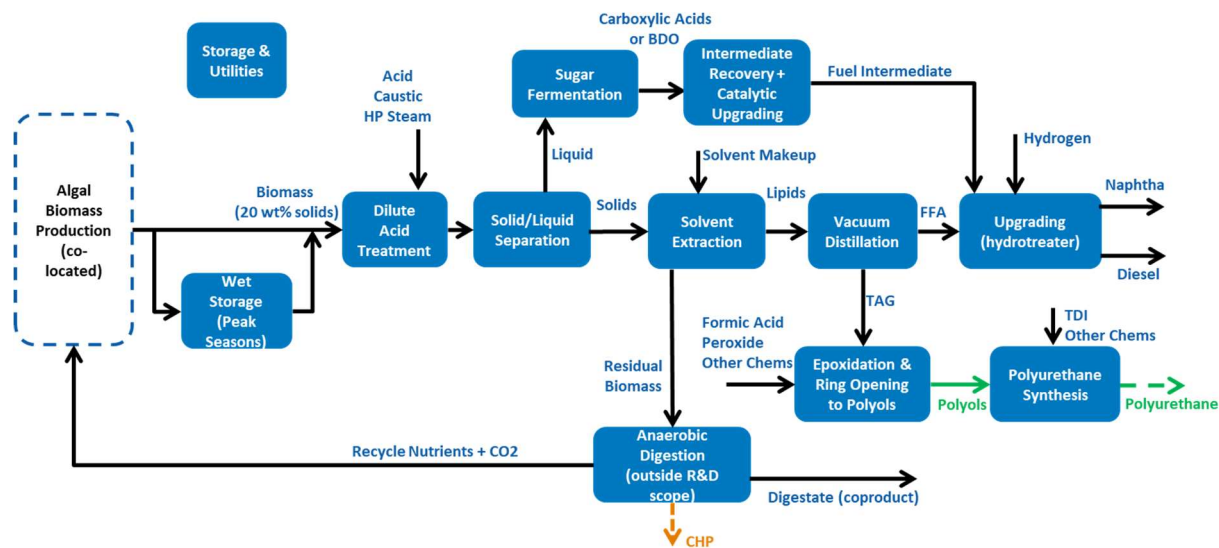 Storage &
Utilities
Carboxylic Acids
or BDO
Sugar
Fermentation
Intermediate
Recovery +
Catalytic
Upgrading
Fuel Intermediate
Acid
Caustic
HP Steam
Liquid
Solvent Makeup
Hydrogen
Algal
Biomass
Production
(co-
located)
Biomass
(20 wt% solids)
Dilute
Acid
Treatment
Solid/Liquid
Separation
Solids
Solvent
Extraction
Lipids
Vacuum
Distillation
FFA
Upgrading
(hydrotreater)
Naphtha
Diesel
Wet
Storage
(Peak
Seasons)
TAG
Formic Acid
Peroxide
Other Chems
TDI
Other Chems
Residual
Biomass
Epoxidation &
Ring Opening
to Polyols
Polyols
Polyurethane
Synthesis
Polyurethane
Recycle Nutrients + CO2
Anaerobic
Digestion
(outside R&D
scope)
Digestate (coproduct)
CHP